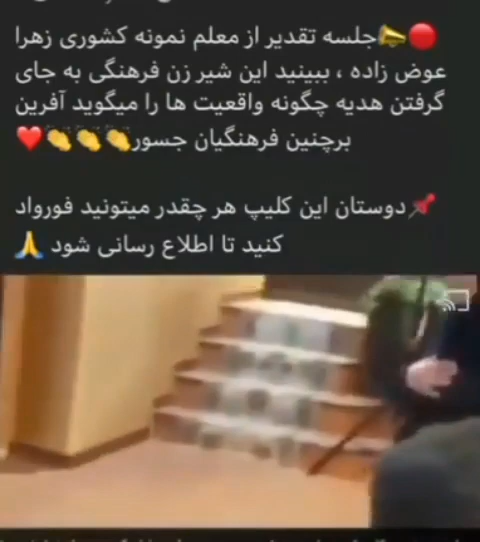 🔴📣جلسه تقدیر از معلم نمونه کشوری زهرا
عوض زاده ، ببینید این شیر زن فرهنگی به جای
گرفتن هدیه چگونه واقعیت ها را میگوید آفرین
برچنین فرهنگیان جسور👏👏👏❤️
📌دوستان این کلیپ هر چقدر میتونید فورواد
کنید تا اطلاع رسانی شود 🙏